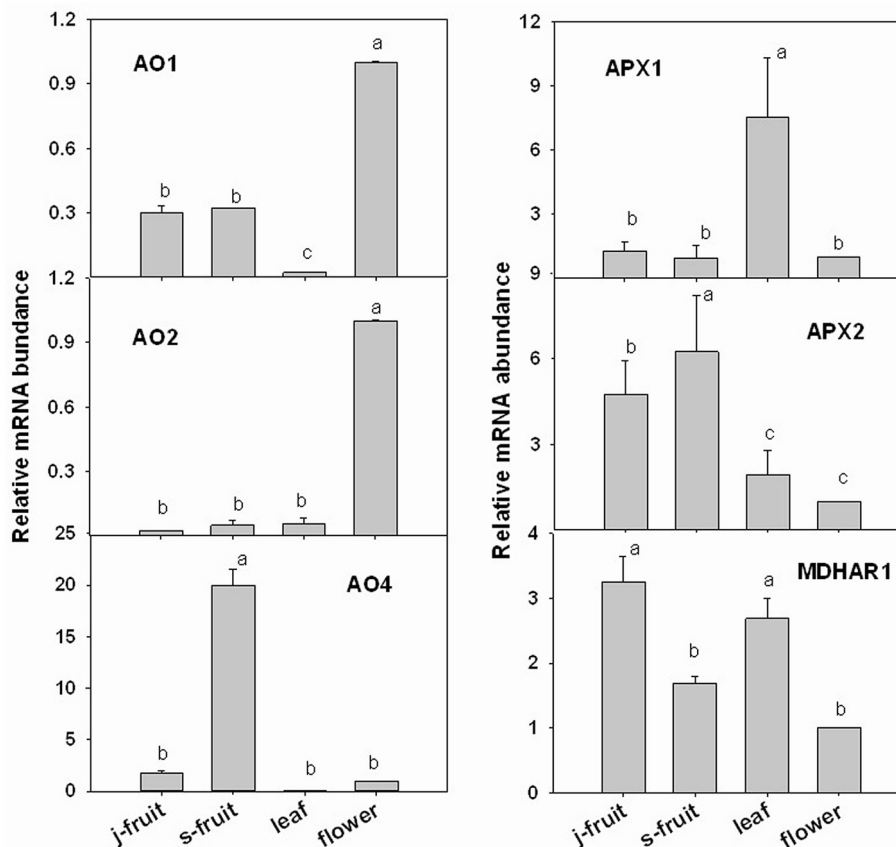 Relative mRNA bundance
1.2
0.9
0.6
0.3
AO1
b
b
c
a
1.2
0.9
0.6
0.3
AO2
b
b
b
a
25
20
15
10
5
0
AO4
b
a
b
b
j-fruit
s-fruit
leaf
flower
Relative mRNA abundance
12
9
6
3
APX1
b
b
a
b
9
6
3
APX2
b
a
c
c
4
3
2
1
0
MDHAR1
a
b
a
b
j-fruit
s-fruit
leaf
flower